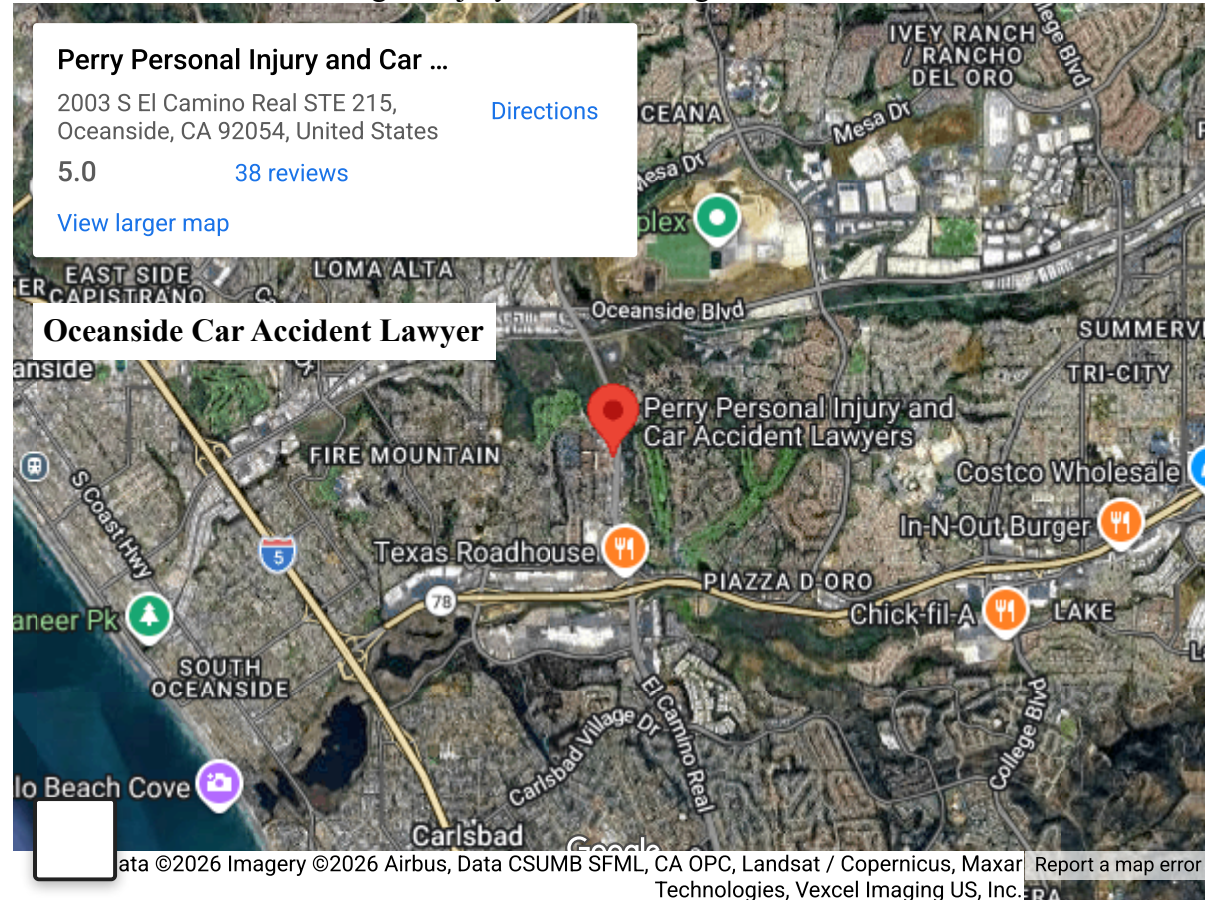 Perry Personal Injury and Car ...
2003 S El Camino Real STE 215,
Oceanside, CA 92054, United States
Directions
5.0
38 reviews
View larger map
IVEY RANCH
/ RANCHO
DEL ORO
llege Blvd
CEANA
Mesa Dr
Mesa Dr
plex
EAST SIDE
CAPISTRANO
ER
LOMA ALTA
Oceanside Blvd
Oceanside Car Accident Lawyer
SUMMERVI
anside
TRI-CITY
Perry Personal Injury and
Car Accident Lawyers
FIRE MOUNTAIN
Costco Wholesale
S Coast Hwy
In-N-Out Burger
5
Texas Roadhouse
PIAZZA D'ORO
78
Chick-fil-A
LAKE
aneer Pk
SOUTH
OCEANSIDE
El Camino Real
Carlsbad Village Dr
College Blvd
lo Beach Cove
Carlsbad
Google
ata ©2026 Imagery ©2026 Airbus, Data CSUMB SFML, CA OPC, Landsat / Copernicus, Maxar
Technologies, Vexcel Imaging US, Inc.
Report a map error